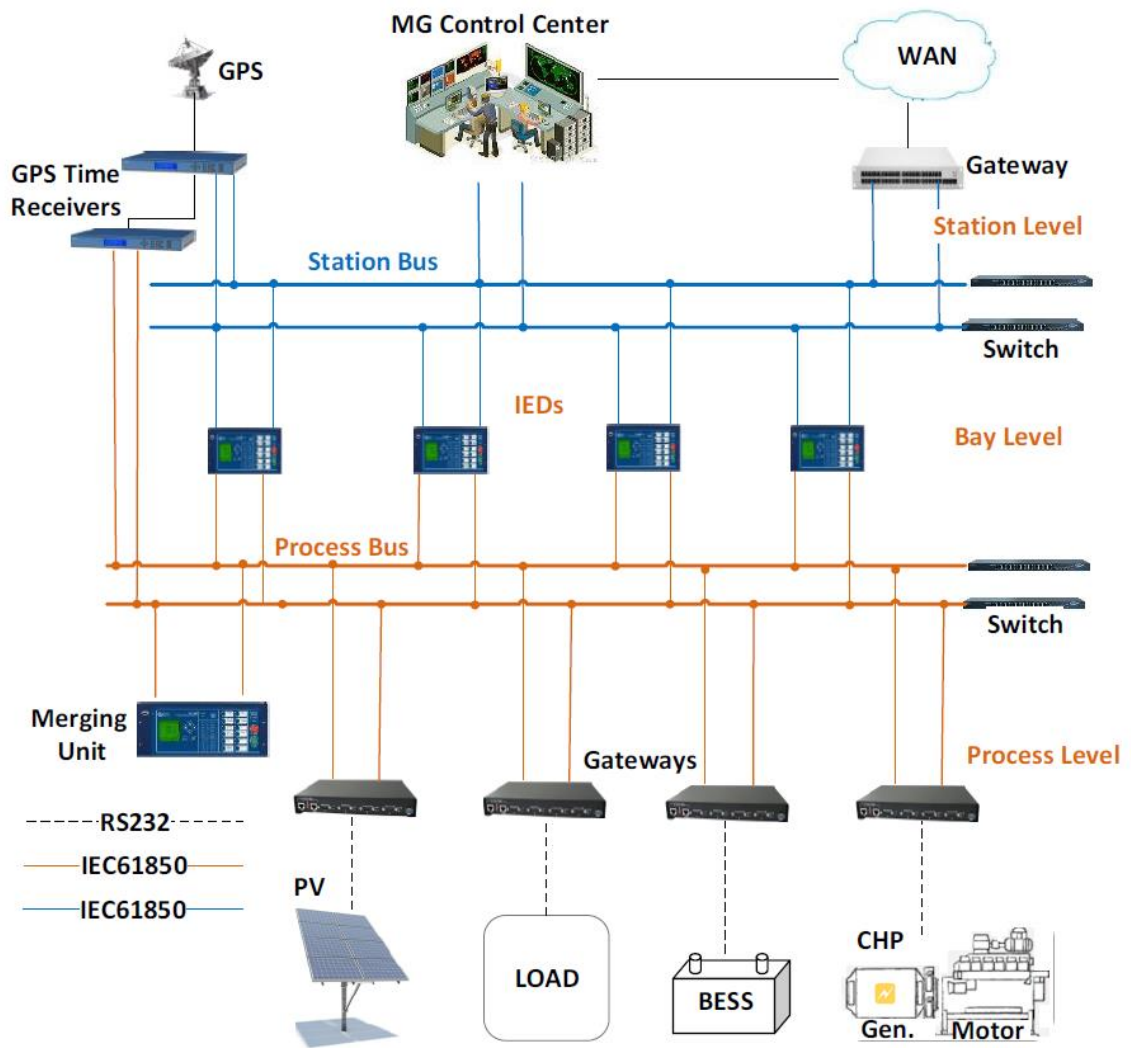 MG Control Center
WAN
GPS
GPS Time
Receivers
Gateway
Station Level
Station Bus
Switch
IEDs
Bay Level
Process Bus
Switch
Merging
Unit
Gateways
Process Level
RS232
IEC61850
IEC61850
PV
LOAD
BESS
CHP
Gen.
Motor